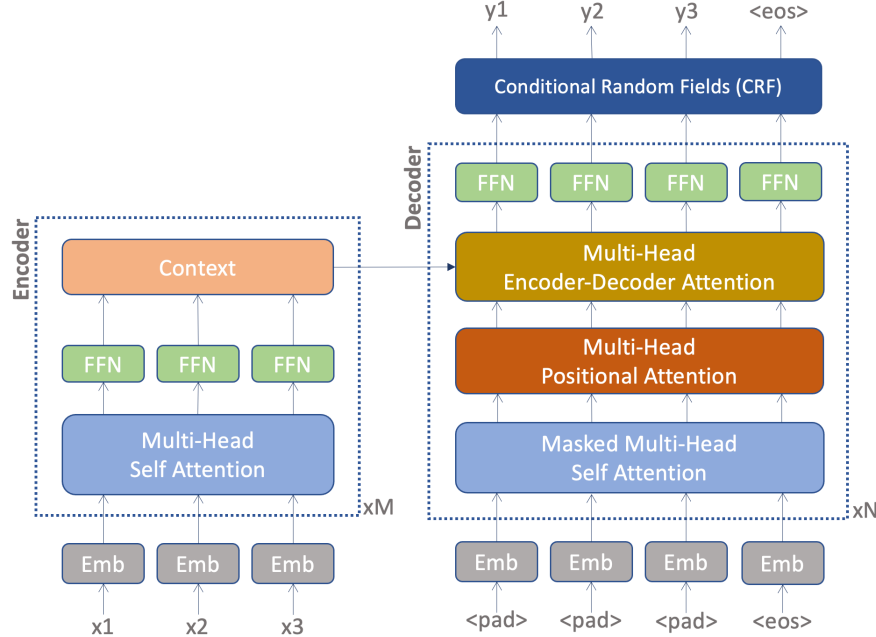 y1 y2 y3 <eos>
Conditional Random Fields (CRF)
Decoder
FFN FFN FFN FFN
Encoder
Context
Multi-Head
Encoder-Decoder Attention
FFN FFN FFN
Multi-Head
Positional Attention
Multi-Head
Self Attention
Masked Multi-Head
Self Attention
xM
xN
Emb Emb Emb
Emb Emb Emb Emb
x1 x2 x3
<pad> <pad> <pad> <eos>